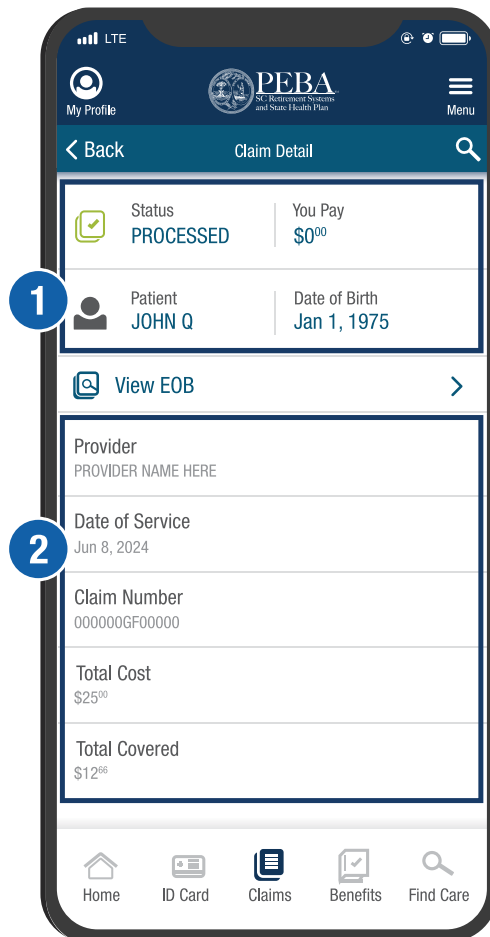 LTE
My Profile
PEBA
SC Retirement Systems
and State Health Plan
Menu
Back
Claim Detail
1
Status
PROCESSED
You Pay
$0⁰⁰
Patient
JOHN Q
Date of Birth
Jan 1, 1975
View EOB
2
Provider
PROVIDER NAME HERE
Date of Service
Jun 8, 2024
Claim Number
000000GF00000
Total Cost
$25⁰⁰
Total Covered
$12⁶⁶
Home
ID Card
Claims
Benefits
Find Care